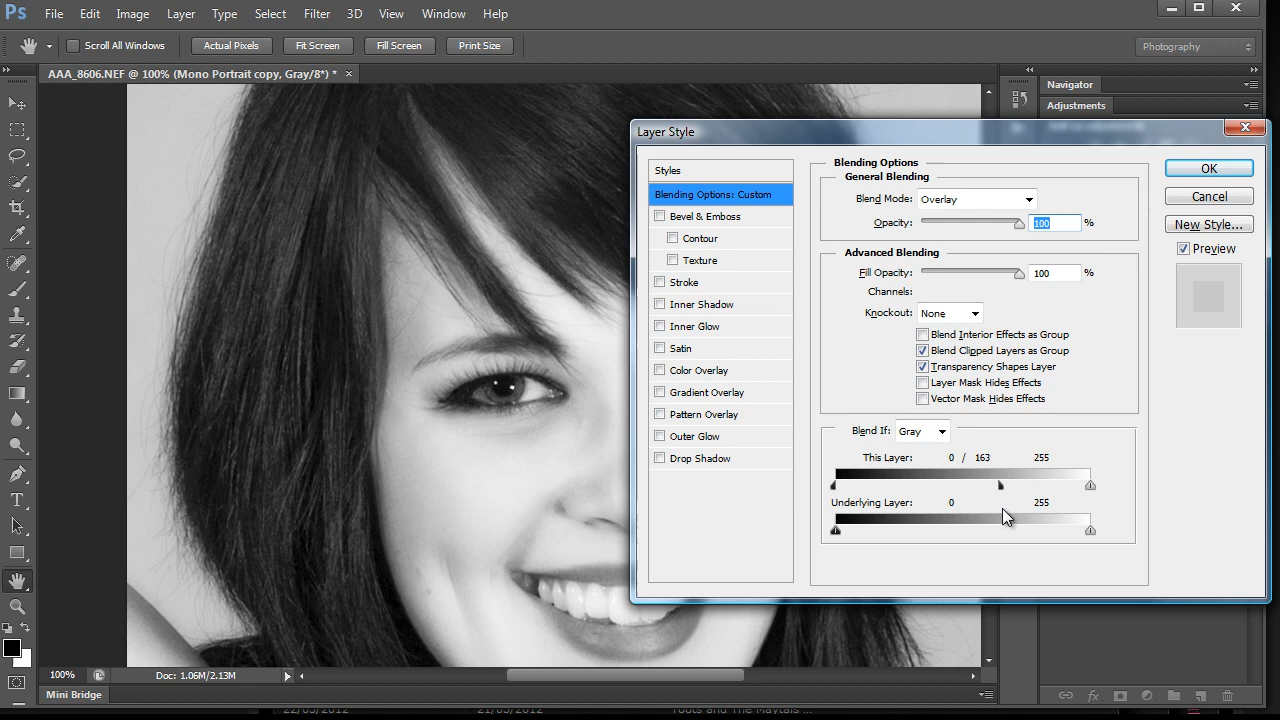 Ps File Edit Image Layer Type Select Filter 3D View Window Help
Scroll All Windows Actual Pixels Fit Screen Fill Screen Print Size Photography
AAA_8606.NEF @ 100% (Mono Portrait copy, Gray/8*) * ×
Navigator
Adjustments
Layer Style
Styles
Blending Options: Custom
Bevel & Emboss
Contour
Texture
Stroke
Inner Shadow
Inner Glow
Satin
Color Overlay
Gradient Overlay
Pattern Overlay
Outer Glow
Drop Shadow
Blending Options
General Blending
Blend Mode: Overlay
Opacity: 100 %
Advanced Blending
Fill Opacity: 100 %
Channels:
Knockout: None
Blend Interior Effects as Group
Blend Clipped Layers as Group
Transparency Shapes Layer
Layer Mask Hides Effects
Vector Mask Hides Effects
Blend If: Gray
This Layer: 0 / 163 255
Underlying Layer: 0 255
OK
Cancel
New Style...
Preview
T
fx
100% Doc: 1.06M/2.13M
Mini Bridge
22/05/2012 21/05/2012 Toots and The Maytals ...